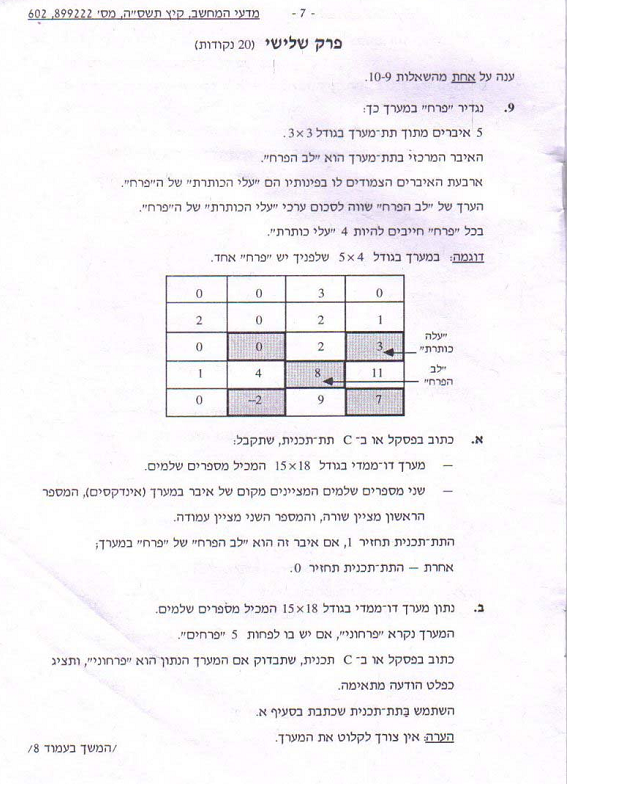 - 7 - מדעי המחשב, קיץ תשס"ה, מס' 899222, 602
פרק שלישי (20 נקודות)
ענה על אחת מהשאלות 9-10.
9. נגדיר "פרח" במערך כך:
5 איברים מתוך תת-מערך בגודל 3×3.
האיבר המרכזי בתת-מערך הוא "לב הפרח".
ארבעת האיברים הצמודים לו בפינותיו הם "עלי הכותרת" של ה"פרח".
הערך של "לב הפרח" שווה לסכום ערכי "עלי הכותרת" של ה"פרח".
בכל "פרח" חייבים להיות 4 "עלי כותרת".
דוגמה: במערך בגודל 5×4 שלפניך יש "פרח" אחד.
0 0 3 0
2 0 2 1
0 0 2 3
"עלה
כותרת"
1 4 8 11
"לב
הפרח"
0 -2 9 7
א. כתוב בפסקל או ב- C תת-תכנית, שתקבל:
— מערך דו-ממדי בגודל 15×18 המכיל מספרים שלמים.
— שני מספרים שלמים המציינים מקום של איבר במערך (אינדקסים), המספר
הראשון מציין שורה, והמספר השני מציין עמודה.
התת-תכנית תחזיר 1, אם איבר זה הוא "לב הפרח" של "פרח" במערך;
אחרת — התת-תכנית תחזיר 0.
ב. נתון מערך דו-ממדי בגודל 15×18 המכיל מספרים שלמים.
המערך נקרא "פרחוני", אם יש בו לפחות 5 "פרחים".
כתוב בפסקל או ב- C תכנית, שתבדוק אם המערך הנתון הוא "פרחוני", ותציג
כפלט הודעה מתאימה.
השתמש בַּתת-תכנית שכתבת בסעיף א.
הערה: אין צורך לקלוט את המערך.
/המשך בעמוד 8/